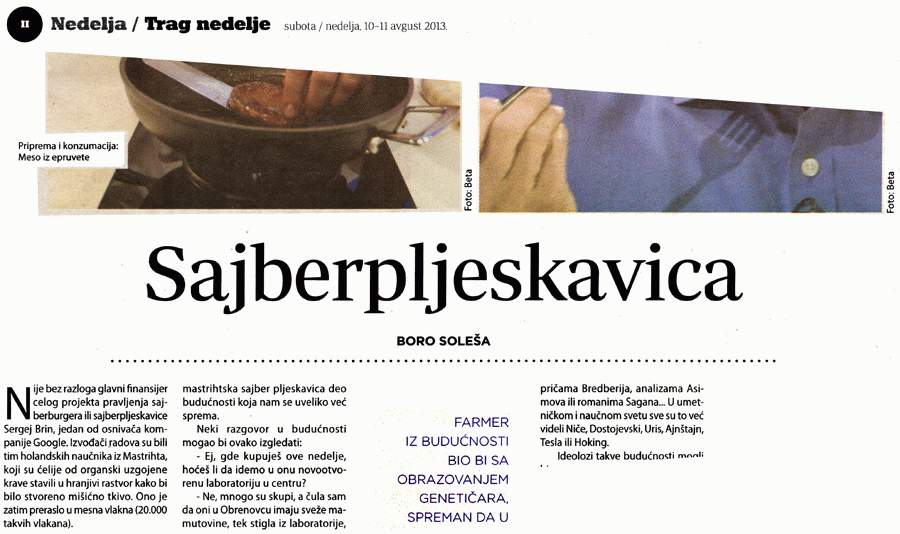 II Nedelja / Trag nedelje subota / nedelja, 10–11 avgust 2013.
Priprema i konzumacija:
Meso iz epruvete
Foto: Beta
Foto: Beta
Sajberpljeskavica
BORO SOLEŠA
Nije bez razloga glavni finansijer
celog projekta pravljenja saj-
berburgera ili sajberpljeskavice
Sergej Brin, jedan od osnivača kom-
panije Google. Izvođači radova su bili
tim holandskih naučnika iz Mastrihta,
koji su ćelije od organski uzgojene
krave stavili u hranjivi rastvor kako bi
bilo stvoreno mišićno tkivo. Ono je
zatim preraslo u mesna vlakna (20.000
takvih vlakana).
mastrihtska sajber pljeskavica deo
budućnosti koja nam se uveliko već
sprema.
Neki razgovor u budućnosti
mogao bi ovako izgledati:
- Ej, gde kupuješ ove nedelje,
hoćeš li da idemo u onu novootvo-
renu laboratoriju u centru?
- Ne, mnogo su skupi, a čula sam
da oni u Obrenovcu imaju sveže ma-
mutovine, tek stigla iz laboratorije,
FARMER
IZ BUDUĆNOSTI
BIO BI SA
OBRAZOVANJEM
GENETIČARA,
SPREMAN DA U
pričama Bredberija, analizama Asi-
mova ili romanima Sagana... U umet-
ničkom i naučnom svetu sve su to već
videli Niče, Dostojevski, Uris, Ajnštajn,
Tesla ili Hoking.
Ideolozi takve budućnosti mogli